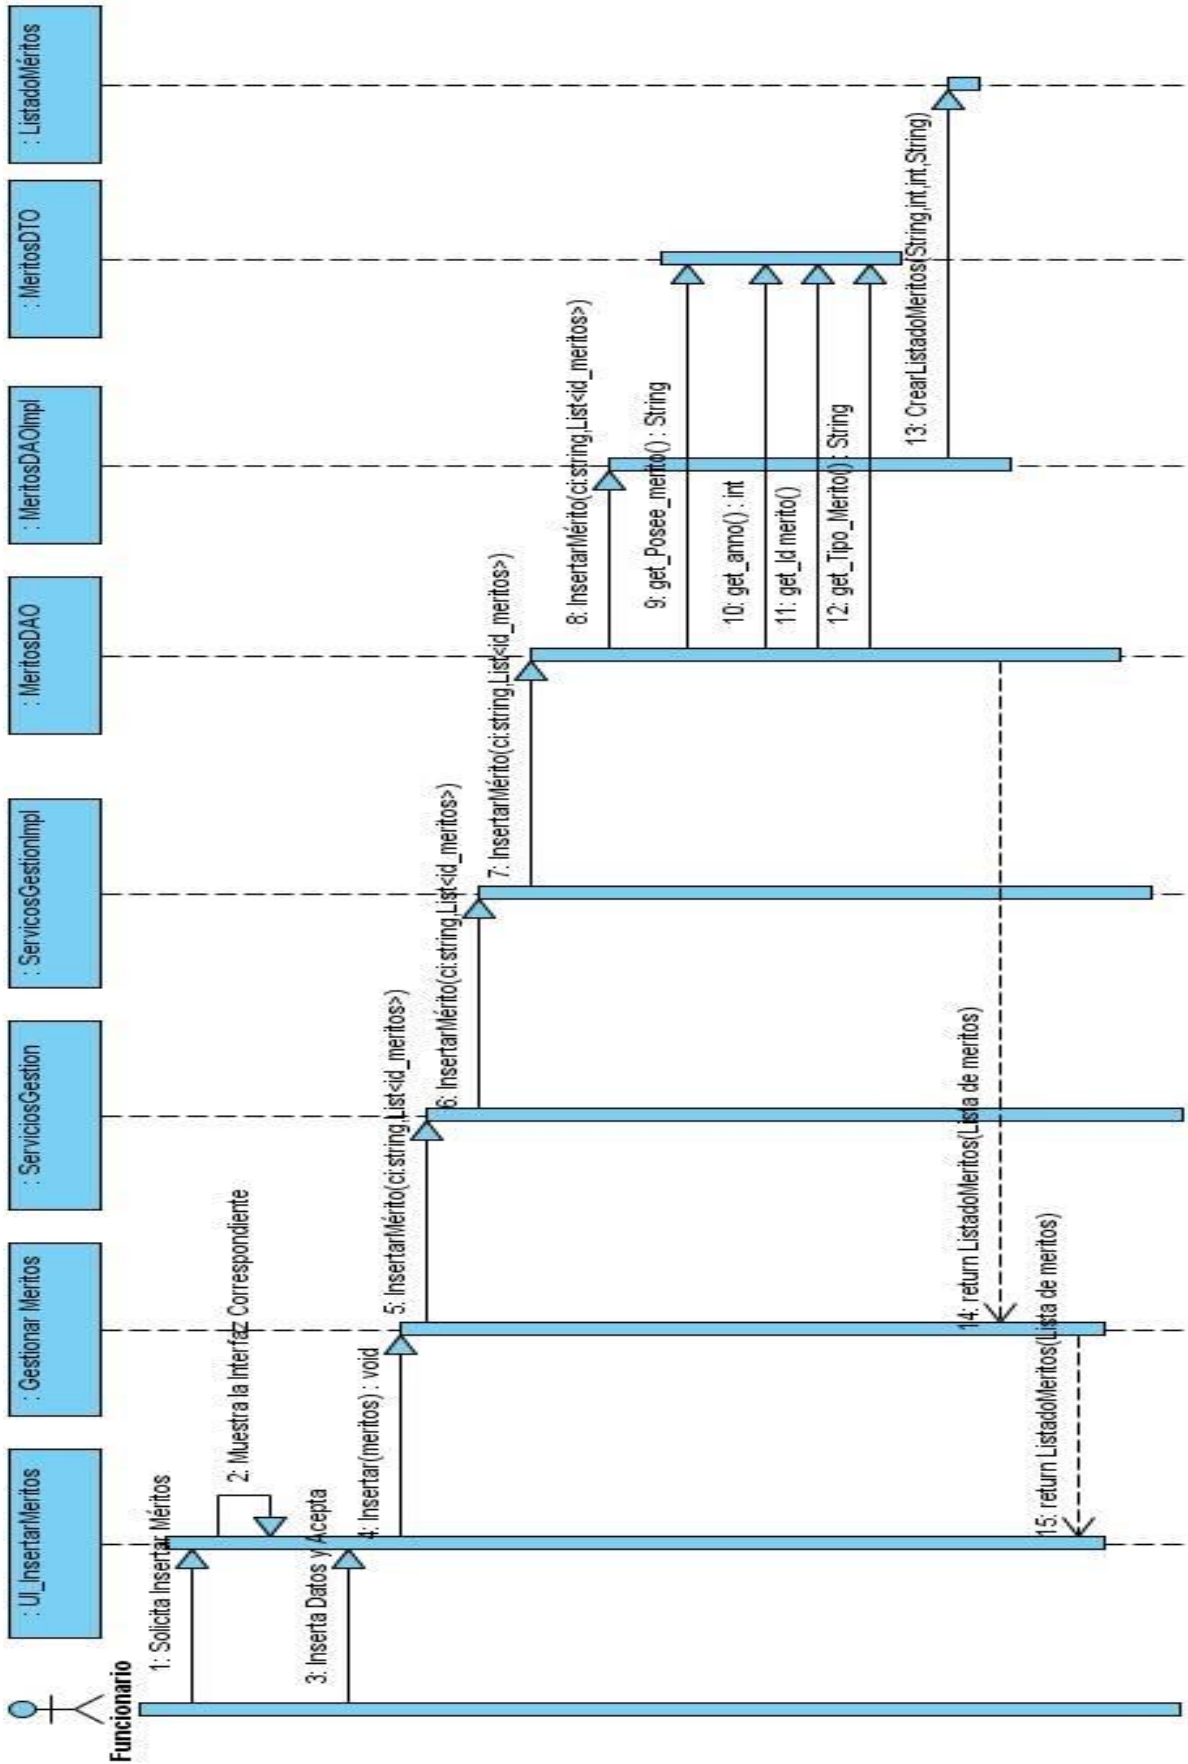 Funcionario
: UI_InsertarMeritos
: Gestionar Meritos
: ServiciosGestion
: ServicosGestionImpl
: MeritosDAO
: MeritosDAOImpl
: MeritosDTO
: ListadoMéritos
1: Solicita Insertar Méritos
2: Muestra la Interfaz Correspondiente
3: Inserta Datos y Acepta
4: Insertar(meritos) : void
5: InsertarMérito(ci:string,List<id_meritos>)
6: InsertarMérito(ci:string,List<id_meritos>)
7: InsertarMérito(ci:string,List<id_meritos>)
8: InsertarMérito(ci:string,List<id_meritos>)
9: get_Posee_merito() : String
10: get_anno() : int
11: get_Id merito()
12: get_Tipo_Merito() : String
13: CrearListadoMeritos(String,int,int,String)
14: return ListadoMeritos(Lista de meritos)
15: return ListadoMeritos(Lista de meritos)